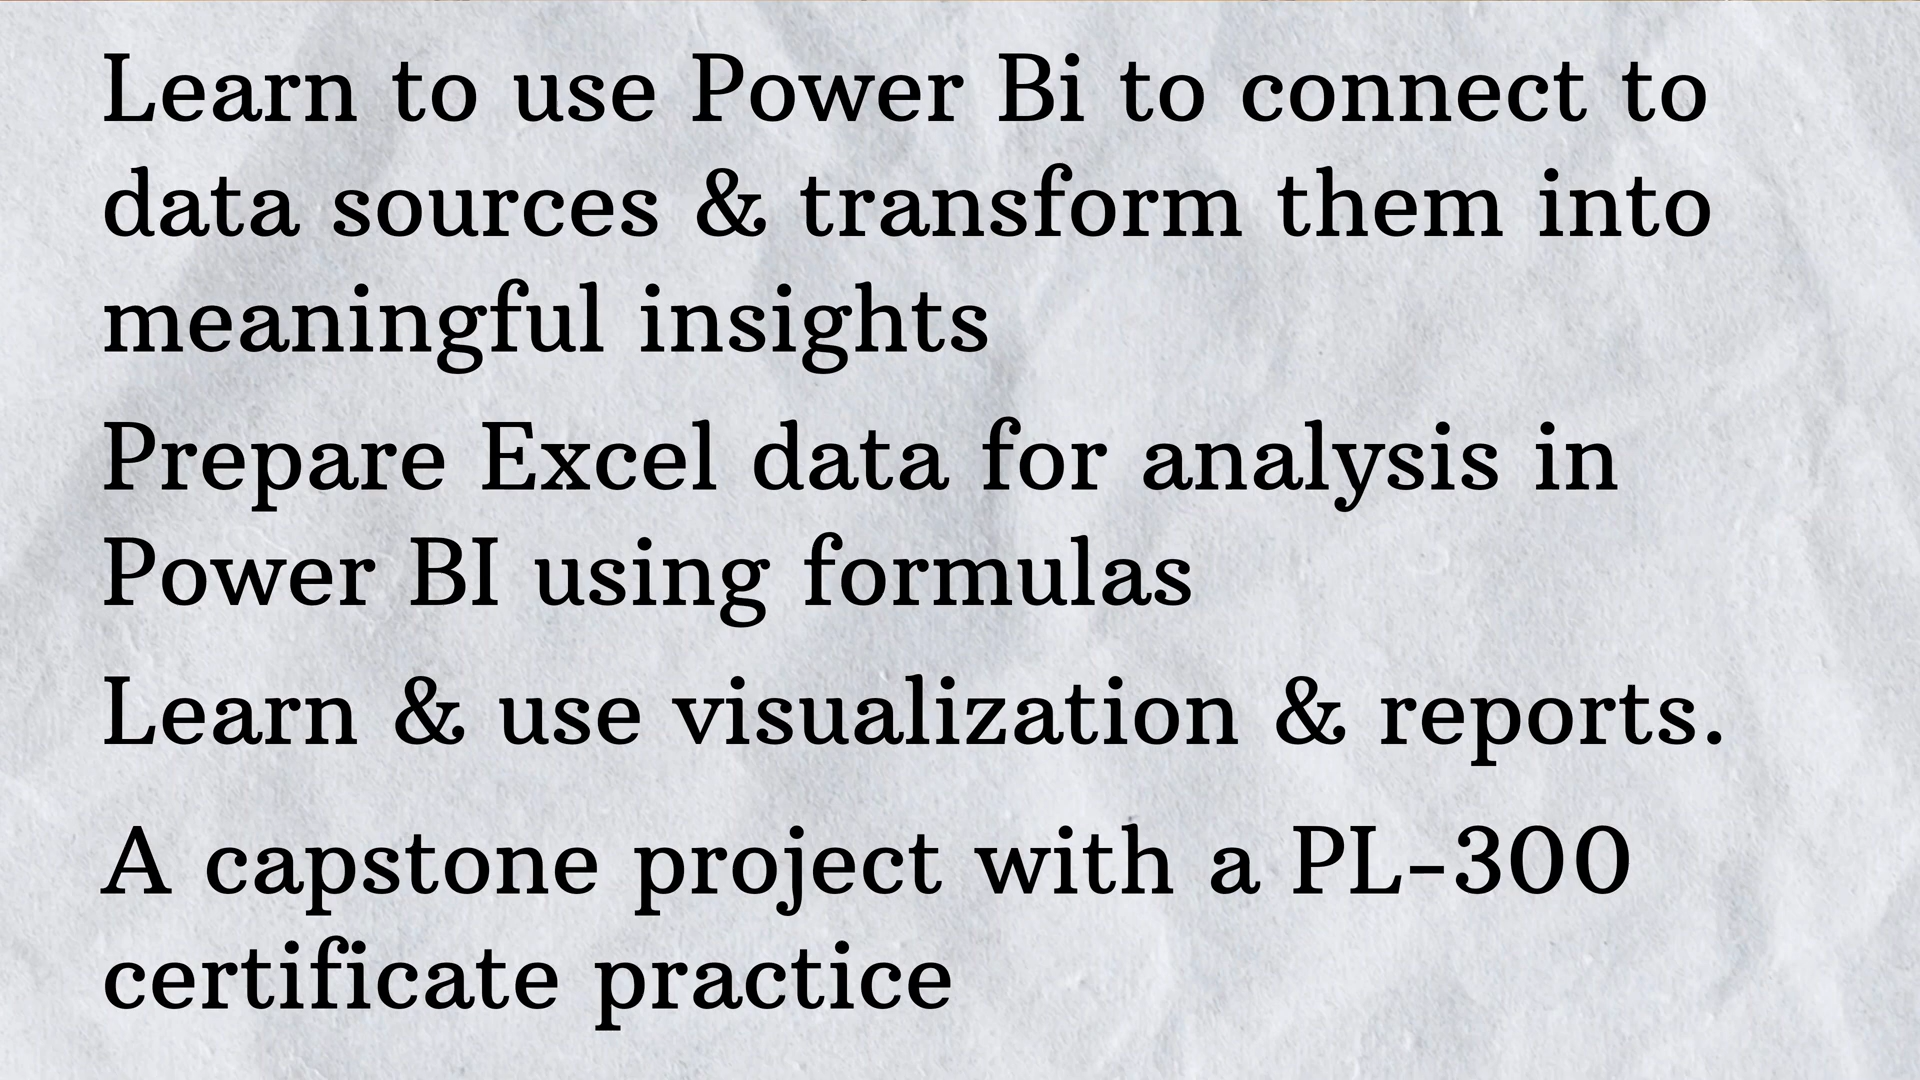 Learn to use Power Bi to connect to
data sources & transform them into
meaningful insights
Prepare Excel data for analysis in
Power BI using formulas
Learn & use visualization & reports.
A capstone project with a PL-300
certificate practice